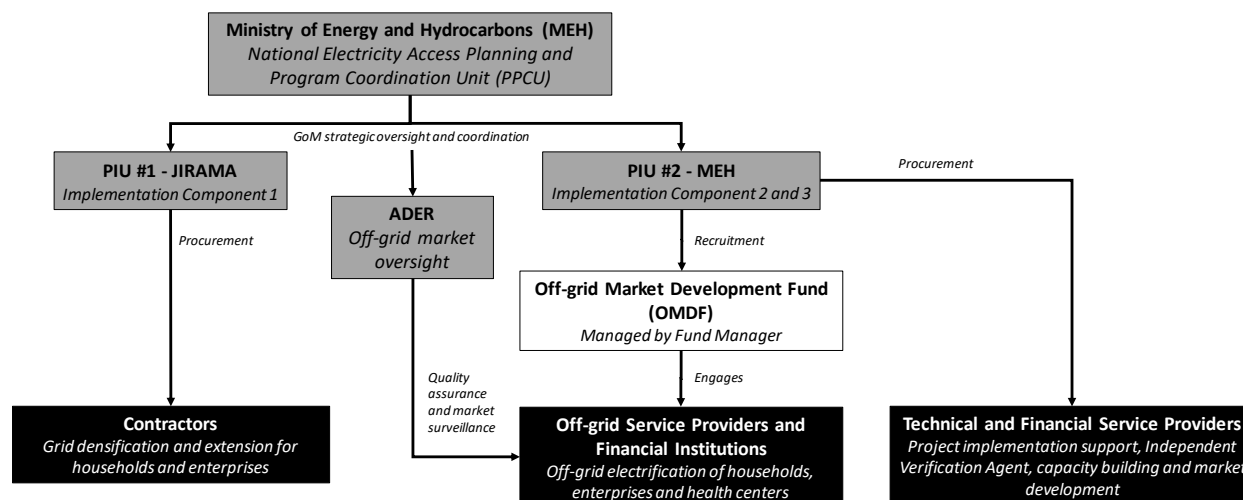 Ministry of Energy and Hydrocarbons (MEH)
National Electricity Access Planning and
Program Coordination Unit (PPCU)
GoM strategic oversight and coordination
PIU #1 - JIRAMA
Implementation Component 1
PIU #2 - MEH
Implementation Component 2 and 3
Procurement
ADER
Off-grid market
oversight
Procurement
Recruitment
Off-grid Market Development Fund
(OMDF)
Managed by Fund Manager
Quality
assurance
and market
surveillance
Engages
Contractors
Grid densification and extension for
households and enterprises
Off-grid Service Providers and
Financial Institutions
Off-grid electrification of households,
enterprises and health centers
Technical and Financial Service Providers
Project implementation support, Independent
Verification Agent, capacity building and market
development